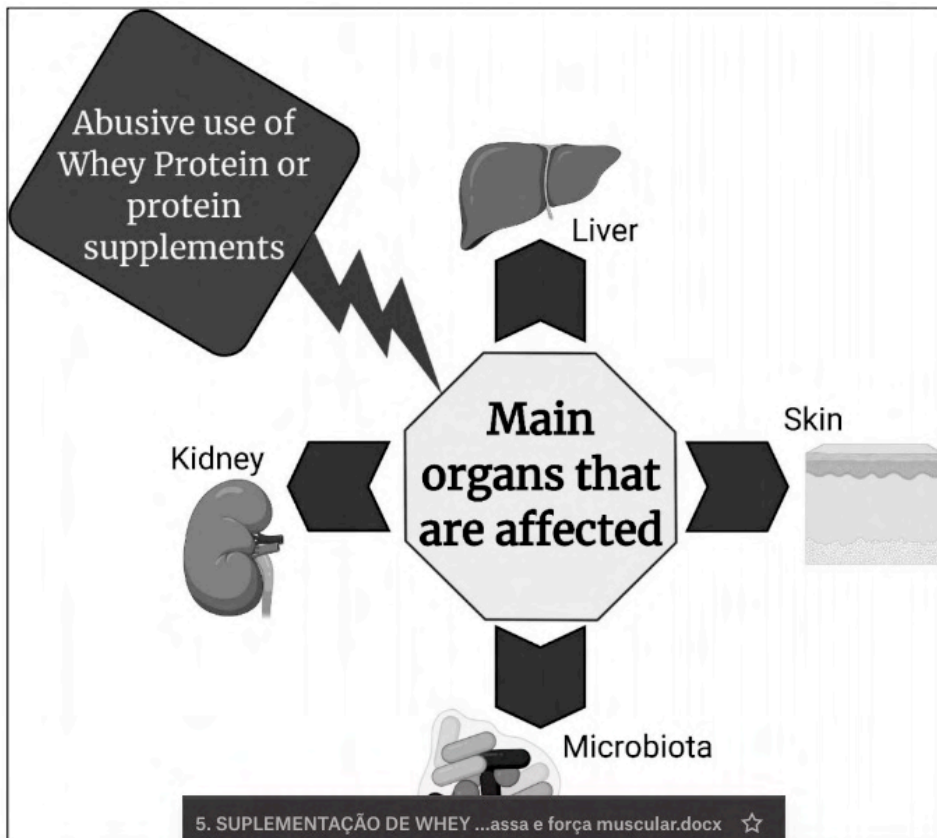 Abusive use of
Whey Protein or
protein
supplements
Liver
Main
organs that
are affected
Skin
Kidney
Microbiota
5. SUPLEMENTAÇÃO DE WHEY ...assa e força muscular.docx